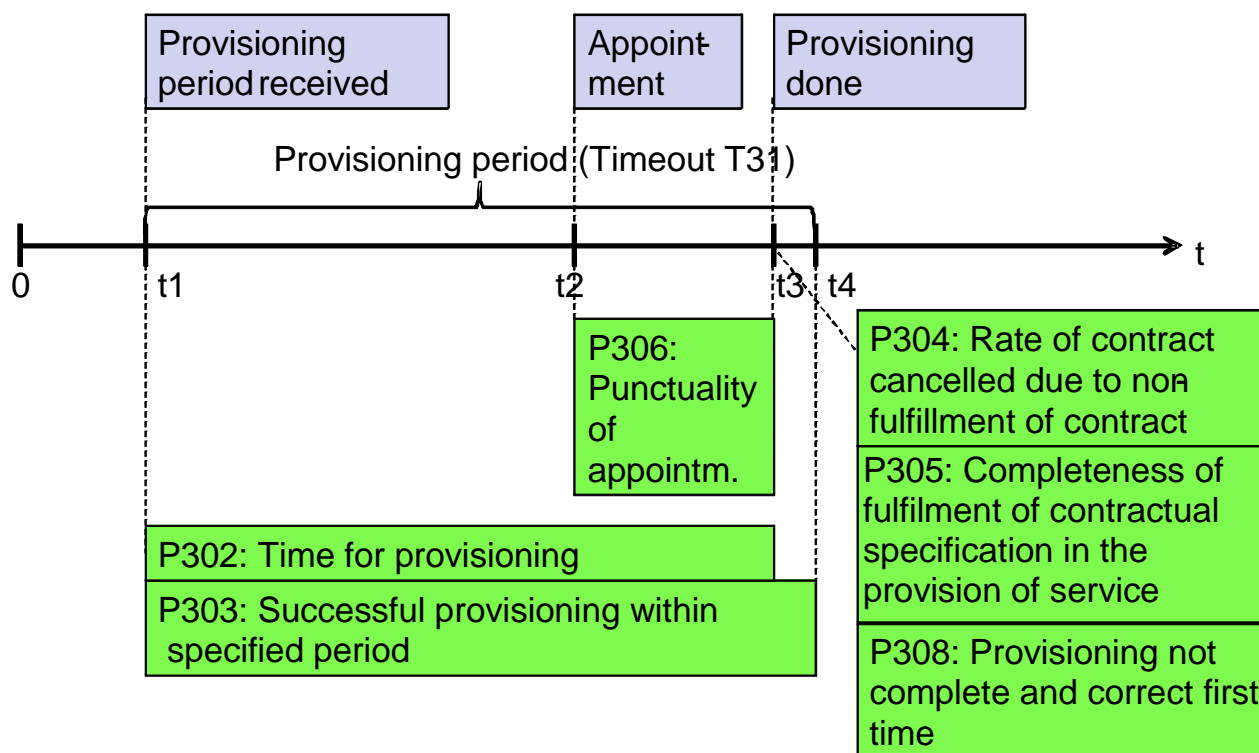 Provisioning
period received
Appoint-
ment
Provisioning
done
Provisioning period (Timeout T31)
t
0
t1
t2
t3
t4
P306:
Punctuality
of
appointm.
P304: Rate of contract
cancelled due to non-
fulfillment of contract
P305: Completeness of
fulfilment of contractual
specification in the
provision of service
P302: Time for provisioning
P303: Successful provisioning within
specified period
P308: Provisioning not
complete and correct first
time